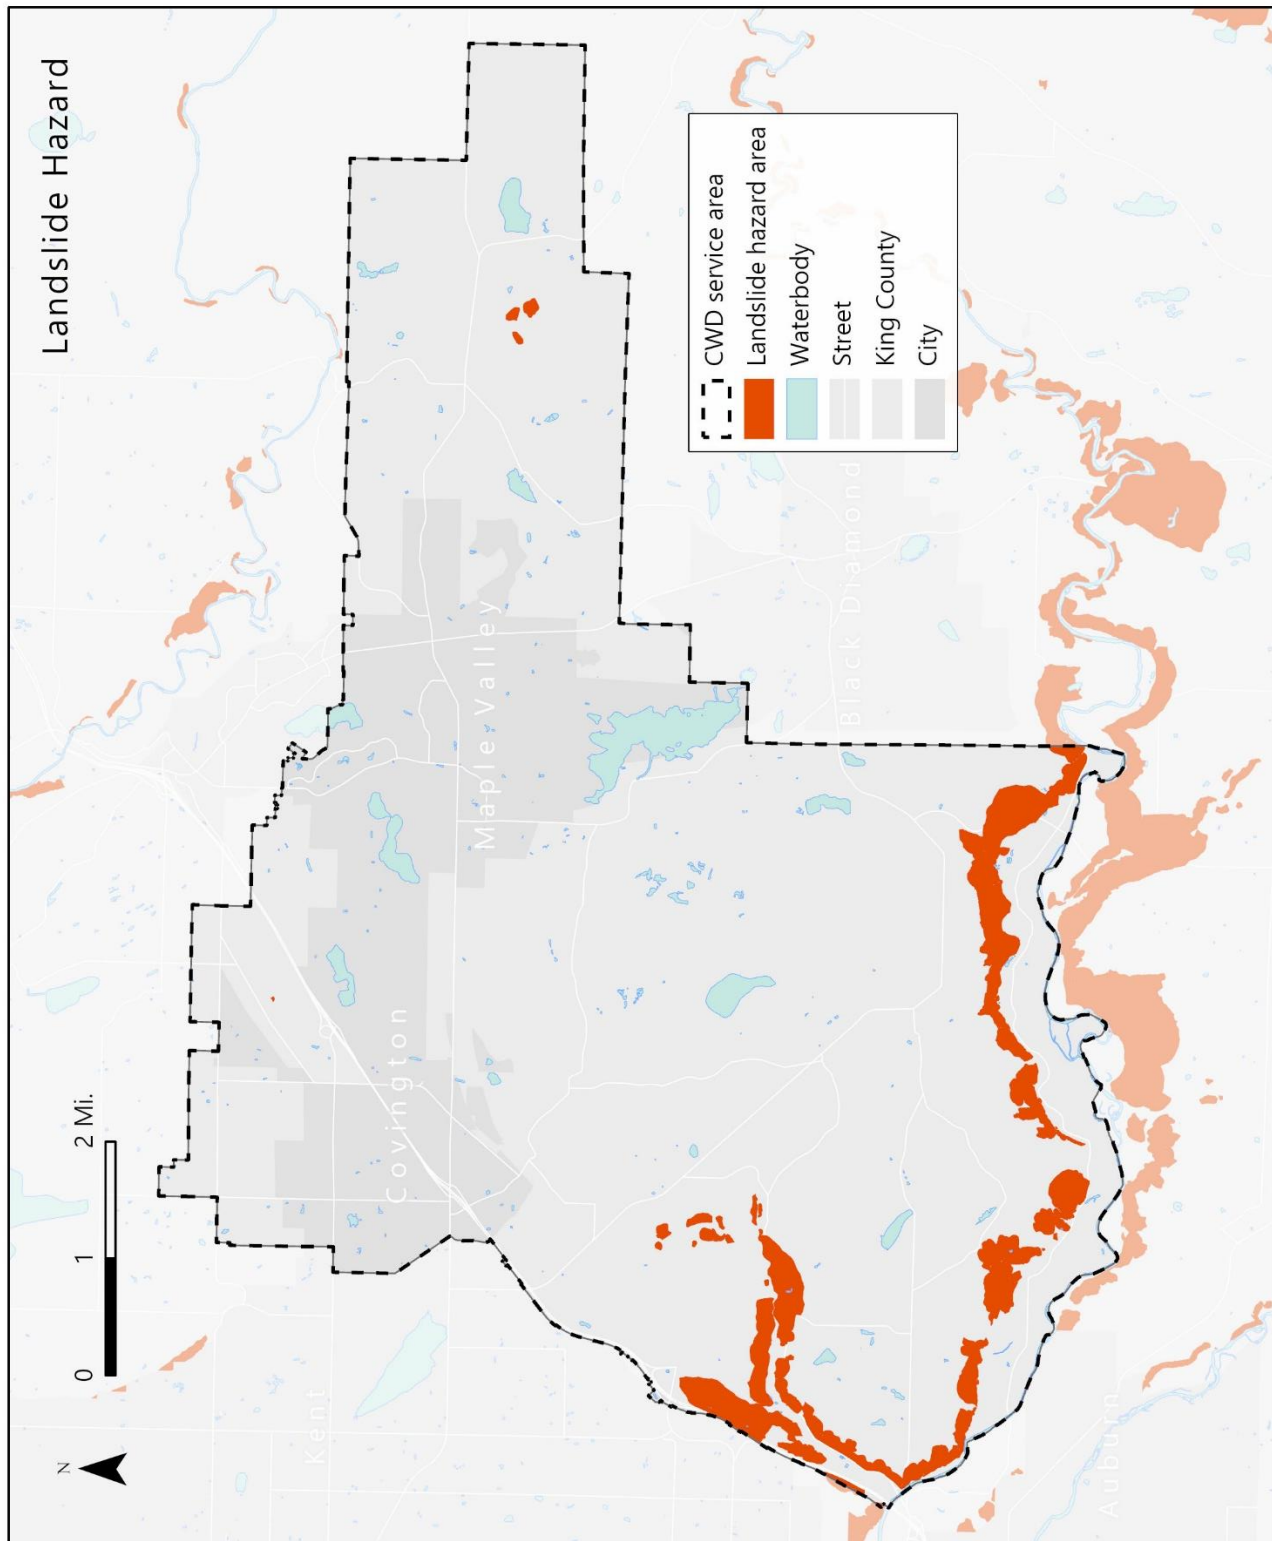 Landslide Hazard
CWD service area
Landslide hazard area
Waterbody
Street
King County
City
Maple Valley
Black Diamond
Covington
Kent
Auburn
0 1 2 Mi.
N